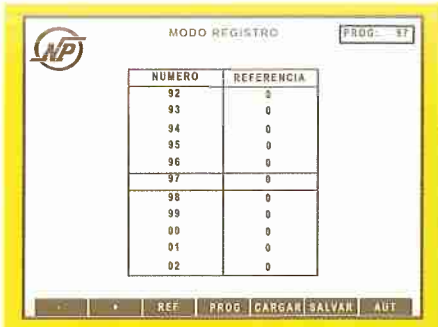 NP
MODO REGISTRO
PROG: 97
NUMERO REFERENCIA
92 0
93 0
94 0
95 0
96 0
97 0
98 0
99 0
00 0
01 0
02 0
- + REF PROG CARGAR SALVAR AUT